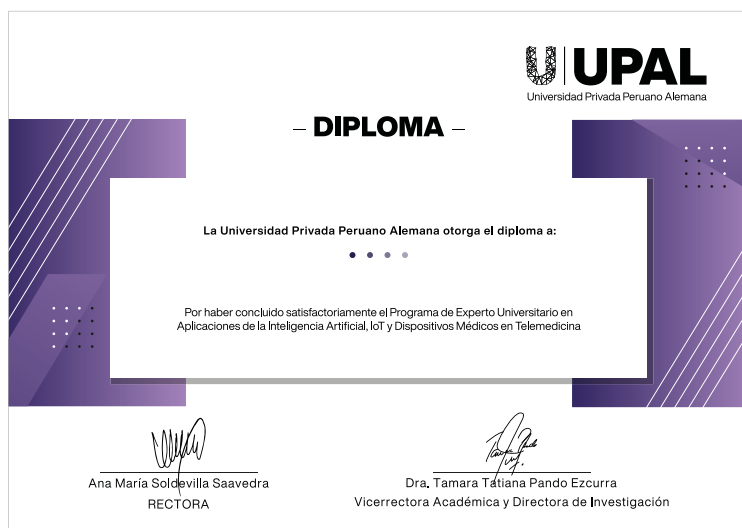 UPAL
Universidad Privada Peruano Alemana
– DIPLOMA –
La Universidad Privada Peruano Alemana otorga el diploma a:
Por haber concluido satisfactoriamente el Programa de Experto Universitario en
Aplicaciones de la Inteligencia Artificial, IoT y Dispositivos Médicos en Telemedicina
Ana María Soldevilla Saavedra
RECTORA
Dra. Tamara Tatiana Pando Ezcurra
Vicerrectora Académica y Directora de Investigación